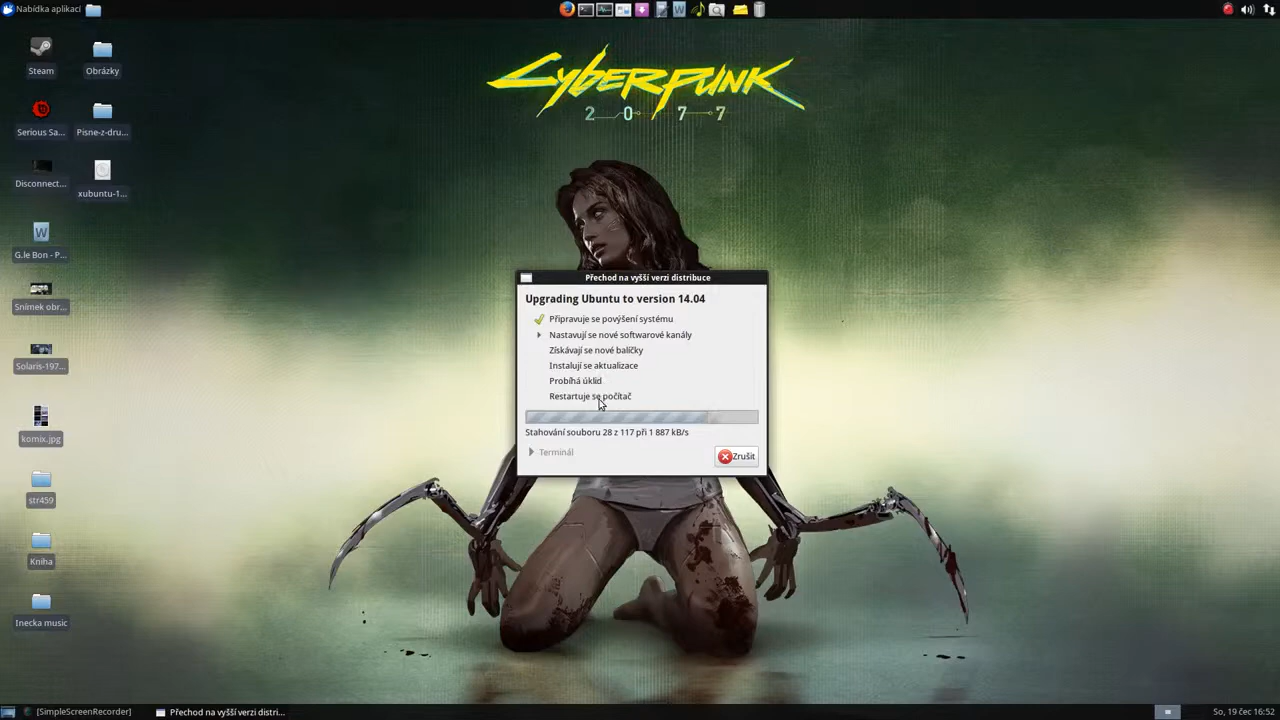 Nabídka aplikací
CYBERPUNK
2077
Steam
Obrázky
Serious Sa...
Pisne-z-dru...
Disconnect...
xubuntu-1...
G.le Bon - P...
Snímek obr...
Solaris-197...
komix.jpg
str459
Kniha
Inecka music
Přechod na vyšší verzi distribuce
Upgrading Ubuntu to version 14.04
Připravuje se povýšení systému
Nastavují se nové softwarové kanály
Získávají se nové balíčky
Instalují se aktualizace
Probíhá úklid
Restartuje se počítač
Stahování souboru 28 z 117 při 1 887 kB/s
Terminál
Zrušit
[SimpleScreenRecorder]
Přechod na vyšší verzi distri...
So, 19 čec 16:52